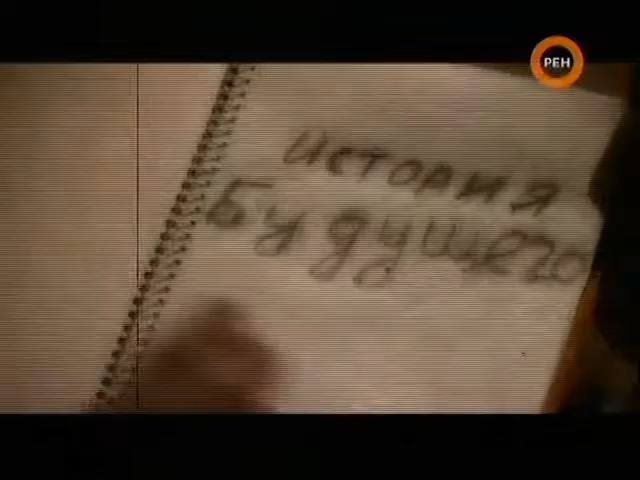 РЕН
история
Будущего